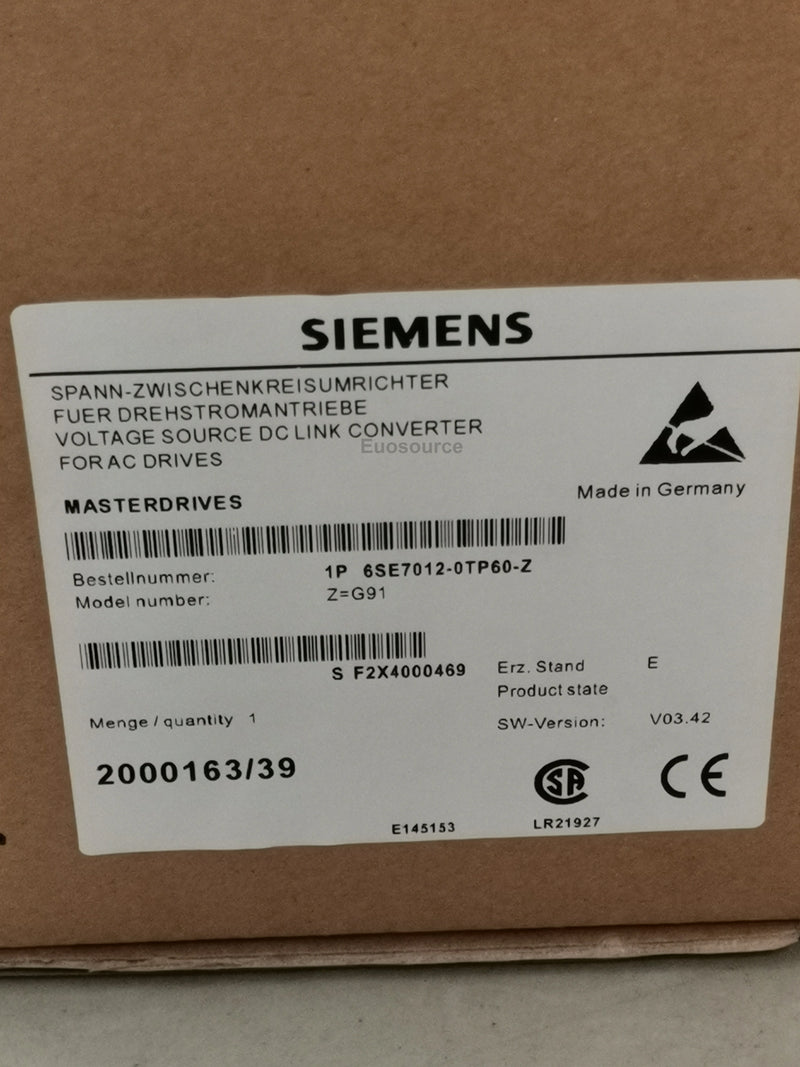 SIEMENS
SPANN-ZWISCHENKREISUMRICHTER
FUER DREHSTROMANTRIEBE
VOLTAGE SOURCE DC LINK CONVERTER
Euosource
FOR AC DRIVES
Made in Germany
MASTERDRIVES
Bestellnummer: 1P 6SE7012-0TP60-Z
Model number: Z=G91
S F2X4000469
Erz. Stand E
Product state
Menge / quantity 1
SW-Version: V03.42
2000163/39
SA
CE
E145153
LR21927